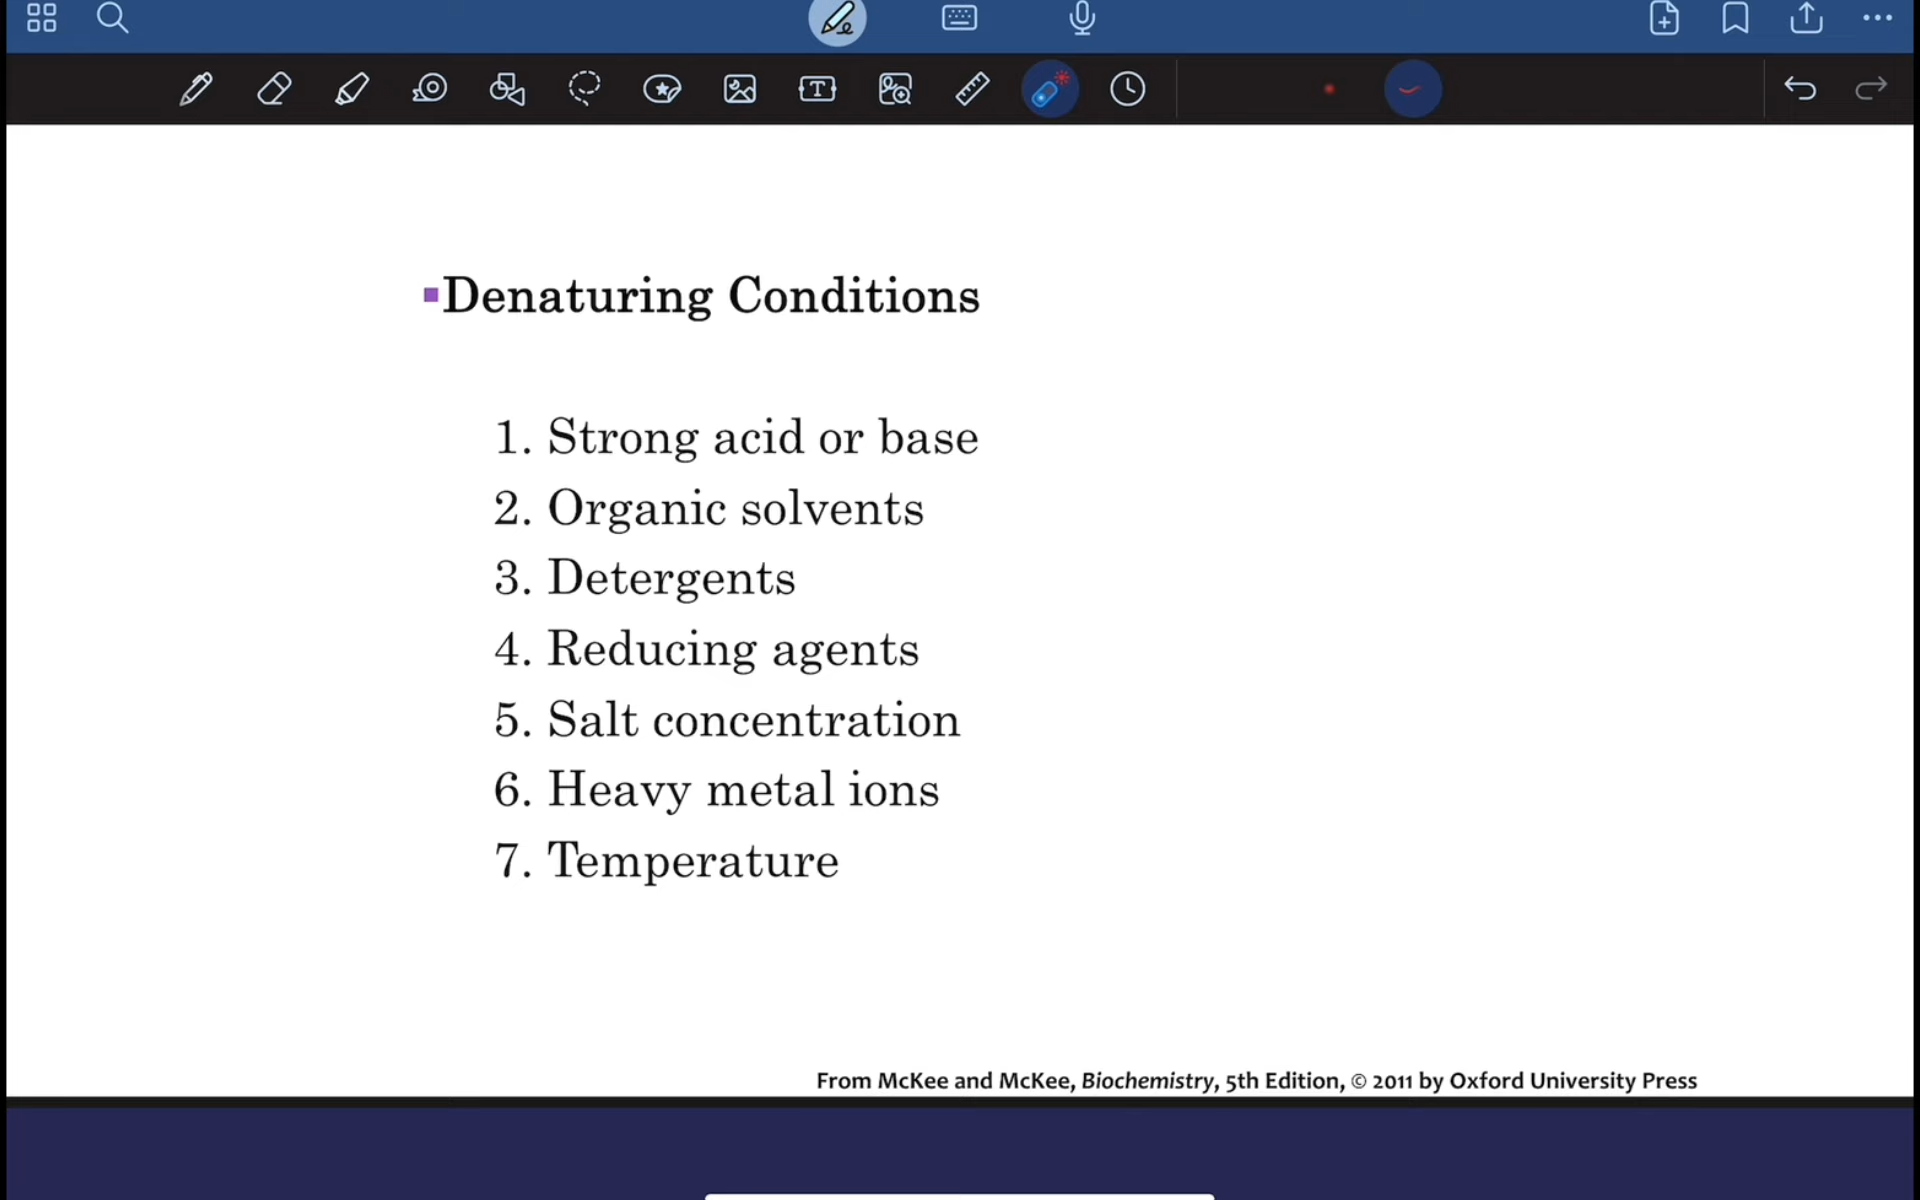 Denaturing Conditions
1. Strong acid or base
2. Organic solvents
3. Detergents
4. Reducing agents
5. Salt concentration
6. Heavy metal ions
7. Temperature
From McKee and McKee, Biochemistry, 5th Edition, © 2011 by Oxford University Press